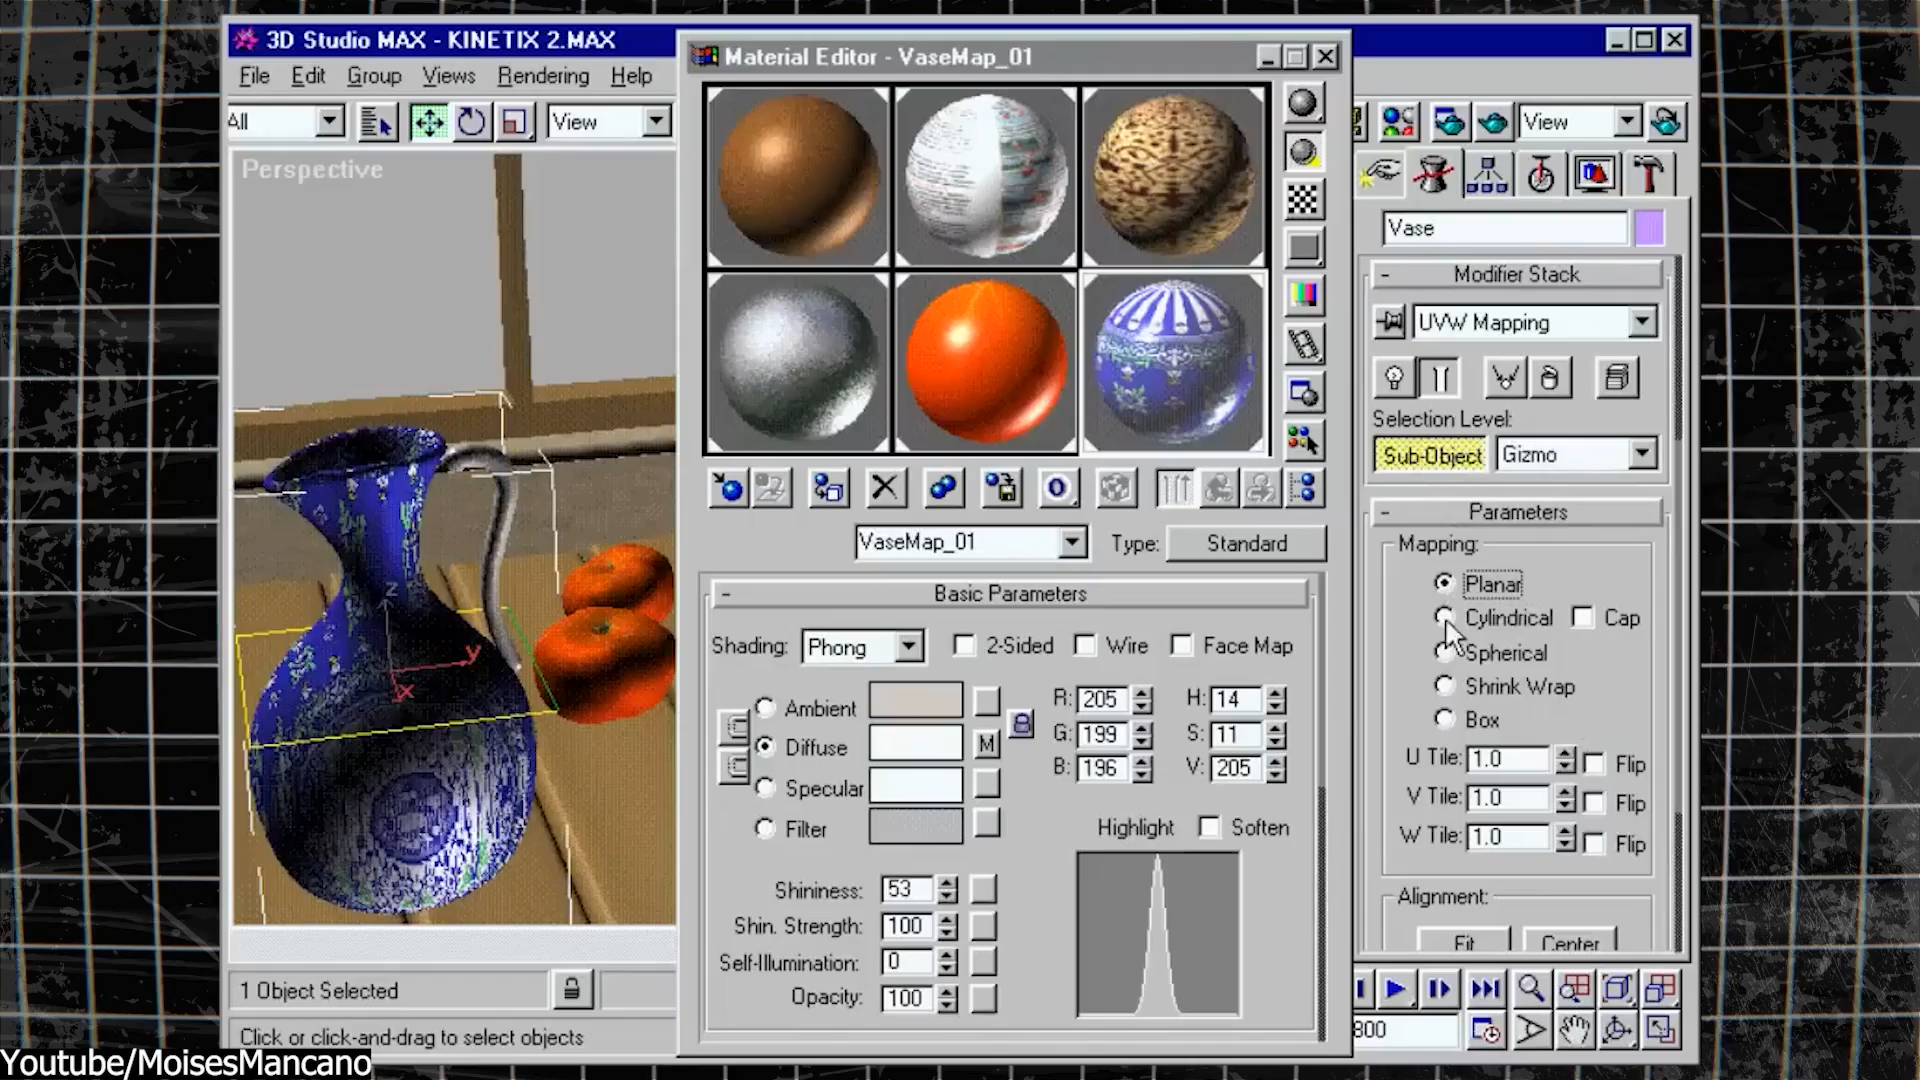 3D Studio MAX - KINETIX 2.MAX
File Edit Group Views Rendering Help
All
View
Perspective
Material Editor - VaseMap_01
VaseMap_01 Type: Standard
Basic Parameters
Shading: Phong 2-Sided Wire Face Map
Ambient
Diffuse M
Specular
Filter
R: 205 H: 14
G: 199 S: 11
B: 196 V: 205
Highlight Soften
Shininess: 53
Shin. Strength: 100
Self-Illumination: 0
Opacity: 100
View
Vase
Modifier Stack
UVW Mapping
Selection Level:
Sub-Object Gizmo
Parameters
Mapping:
Planar
Cylindrical Cap
Spherical
Shrink Wrap
Box
U Tile: 1.0 Flip
V Tile: 1.0 Flip
W Tile: 1.0 Flip
Alignment:
Fit Center
z
y
x
1 Object Selected
Click or click-and-drag to select objects
800
Youtube/MoisesMancano